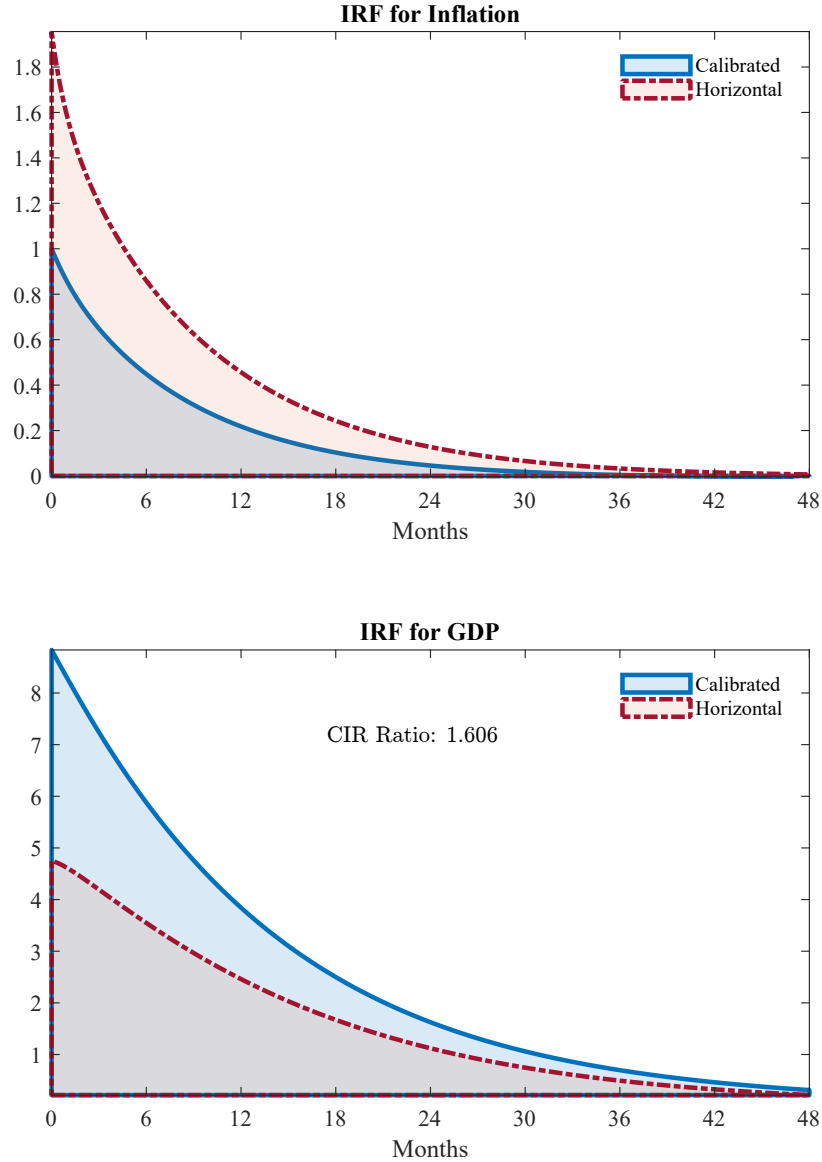 IRF for Inflation
1.8
1.6
1.4
1.2
1
0.8
0.6
0.4
0.2
0
Calibrated
Horizontal
0 6 12 18 24 30 36 42 48
Months
IRF for GDP
8
7
6
5
4
3
2
1
Calibrated
Horizontal
CIR Ratio: 1.606
0 6 12 18 24 30 36 42 48
Months